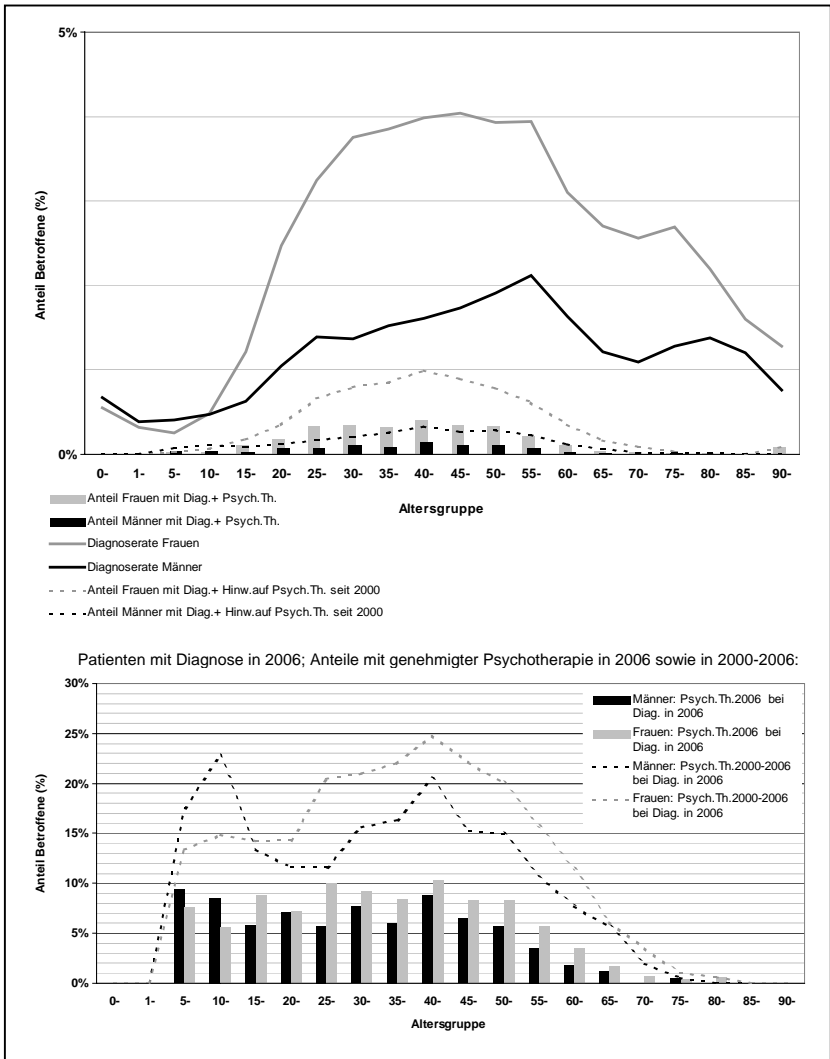 5%
Anteil Betroffene (%)
0%
0- 1- 5- 10- 15- 20- 25- 30- 35- 40- 45- 50- 55- 60- 65- 70- 75- 80- 85- 90-
Altersgruppe
Anteil Frauen mit Diag.+ Psych.Th.
Anteil Männer mit Diag.+ Psych.Th.
Diagnoserate Frauen
Diagnoserate Männer
Anteil Frauen mit Diag.+ Hinw.auf Psych.Th. seit 2000
Anteil Männer mit Diag.+ Hinw.auf Psych.Th. seit 2000
Patienten mit Diagnose in 2006; Anteile mit genehmigter Psychotherapie in 2006 sowie in 2000-2006:
30%
25%
20%
15%
10%
5%
0%
Anteil Betroffene (%)
Männer: Psych.Th.2006 bei
Diag. in 2006
Frauen: Psych.Th.2006 bei
Diag. in 2006
Männer: Psych.Th.2000-2006
bei Diag. in 2006
Frauen: Psych.Th.2000-2006
bei Diag. in 2006
0- 1- 5- 10- 15- 20- 25- 30- 35- 40- 45- 50- 55- 60- 65- 70- 75- 80- 85- 90-
Altersgruppe